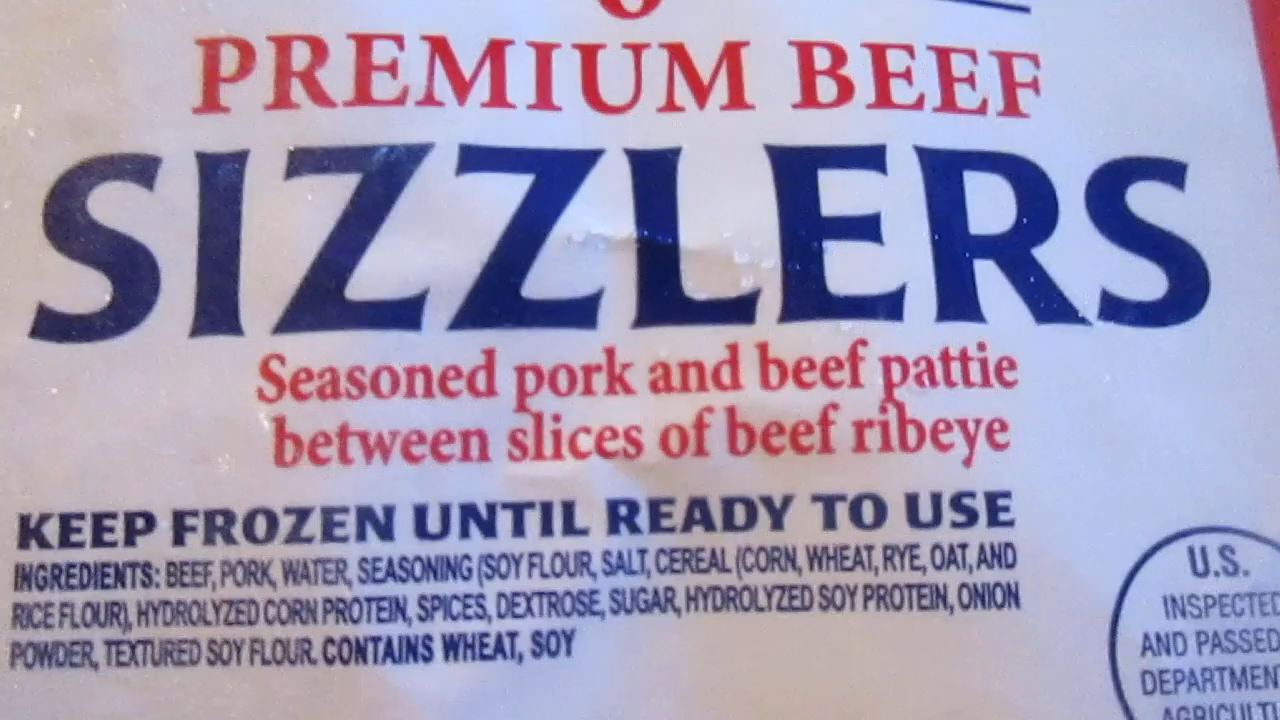 PREMIUM BEEF
SIZZLERS
Seasoned pork and beef pattie
between slices of beef ribeye
KEEP FROZEN UNTIL READY TO USE
INGREDIENTS: BEEF, PORK, WATER, SEASONING (SOY FLOUR, SALT, CEREAL (CORN, WHEAT, RYE, OAT, AND
RICE FLOUR), HYDROLYZED CORN PROTEIN, SPICES, DEXTROSE, SUGAR, HYDROLYZED SOY PROTEIN, ONION
POWDER, TEXTURED SOY FLOUR. CONTAINS WHEAT, SOY
U.S.
INSPECTED
AND PASSED
DEPARTMEN